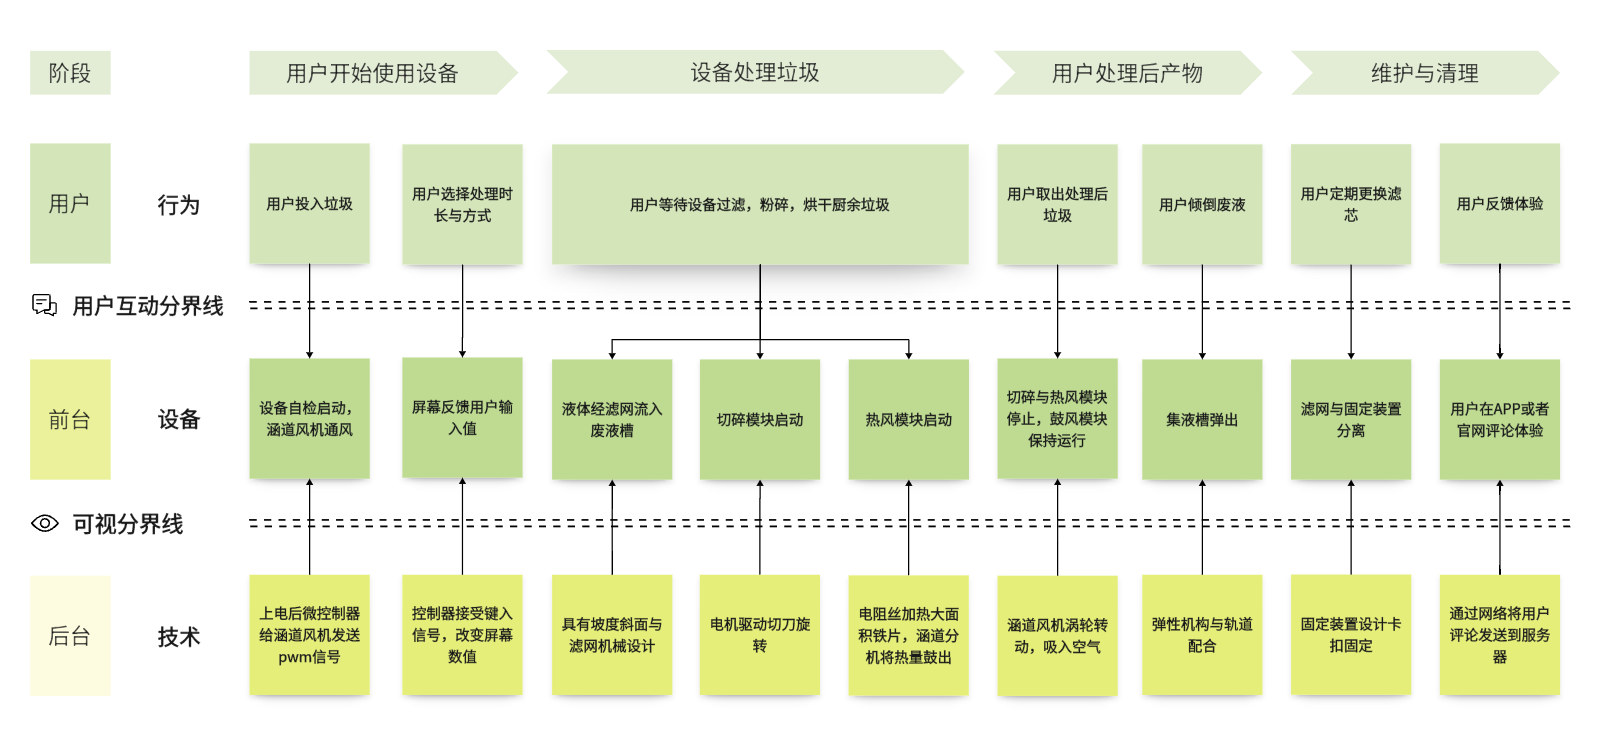 阶段
用户开始使用设备
设备处理垃圾
用户处理后产物
维护与清理
用户
行为
用户投入垃圾
用户选择处理时
长与方式
用户等待设备过滤，粉碎，烘干厨余垃圾
用户取出处理后
垃圾
用户倾倒废液
用户定期更换滤
芯
用户反馈体验
用户互动分界线
前台
设备
设备自检启动，
涵道风机通风
屏幕反馈用户输
入值
液体经滤网流入
废液槽
切碎模块启动
热风模块启动
切碎与热风模块
停止，鼓风模块
保持运行
集液槽弹出
滤网与固定装置
分离
用户在APP或者
官网评论体验
可视分界线
后台
技术
上电后微控制器
给涵道风机发送
pwm信号
控制器接受键入
信号，改变屏幕
数值
具有坡度斜面与
滤网机械设计
电机驱动切刀旋
转
电阻丝加热大面
积铁片，涵道分
机将热量鼓出
涵道风机涡轮转
动，吸入空气
弹性机构与轨道
配合
固定装置设计卡
扣固定
通过网络将用户
评论发送到服务
器